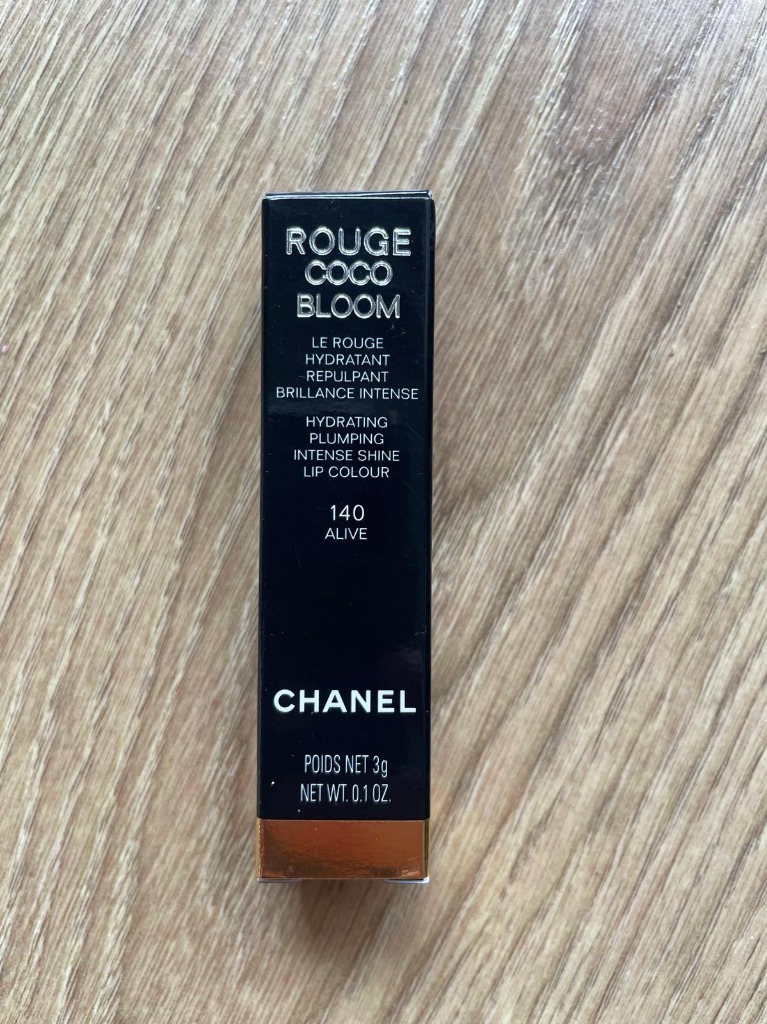 ROUGE
COCO
BLOOM
LE ROUGE
HYDRATANT
REPULPANT
BRILLANCE INTENSE
HYDRATING
PLUMPING
INTENSE SHINE
LIP COLOUR
140
ALIVE
CHANEL
POIDS NET 3g
NET WT. 0.1 OZ.